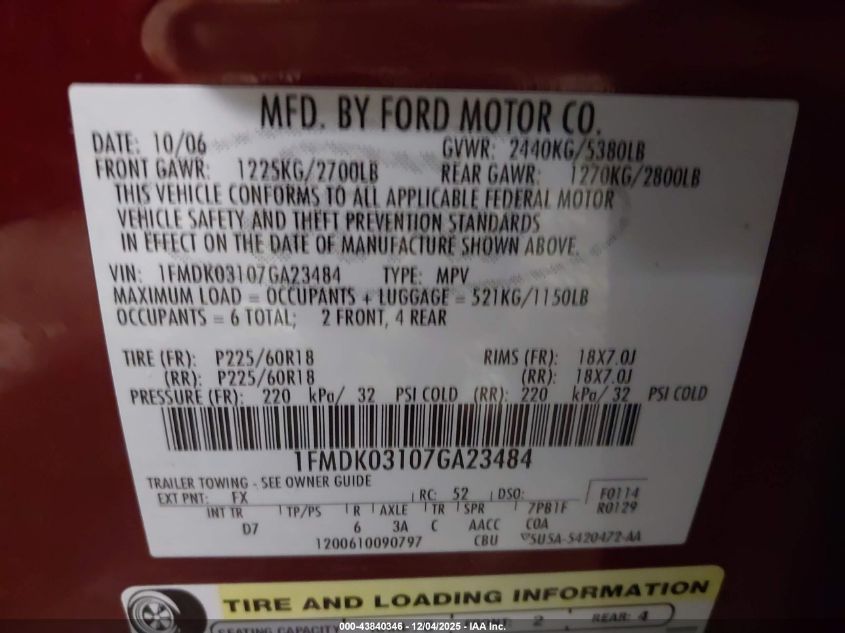 MFD. BY FORD MOTOR CO.
DATE: 10/06 GVWR: 2440KG/5380LB
FRONT GAWR: 1225KG/2700LB REAR GAWR: 1270KG/2800LB
THIS VEHICLE CONFORMS TO ALL APPLICABLE FEDERAL MOTOR
VEHICLE SAFETY AND THEFT PREVENTION STANDARDS
IN EFFECT ON THE DATE OF MANUFACTURE SHOWN ABOVE.
VIN: 1FMDK03107GA23484 TYPE: MPV
MAXIMUM LOAD = OCCUPANTS + LUGGAGE = 521KG/1150LB
OCCUPANTS = 6 TOTAL; 2 FRONT, 4 REAR
TIRE (FR): P225/60R18 RIMS (FR): 18X7.0J
(RR): P225/60R18 (RR): 18X7.0J
PRESSURE (FR): 220 kPa/ 32 PSI COLD (RR): 220 kPa/ 32 PSI COLD
1FMDK03107GA23484
TRAILER TOWING - SEE OWNER GUIDE
EXT PNT: FX RC: 52 DSO: F0114
INT TR TP/PS R AXLE TR SPR 7PB1F R0129
D7 6 3A C AACC COA
1200610090797 CBU 5USA-5420472-AA
TIRE AND LOADING INFORMATION
SEATING CAPACITY 2 REAR: 4
000-43840346 - 12/04/2025 - IAA Inc.